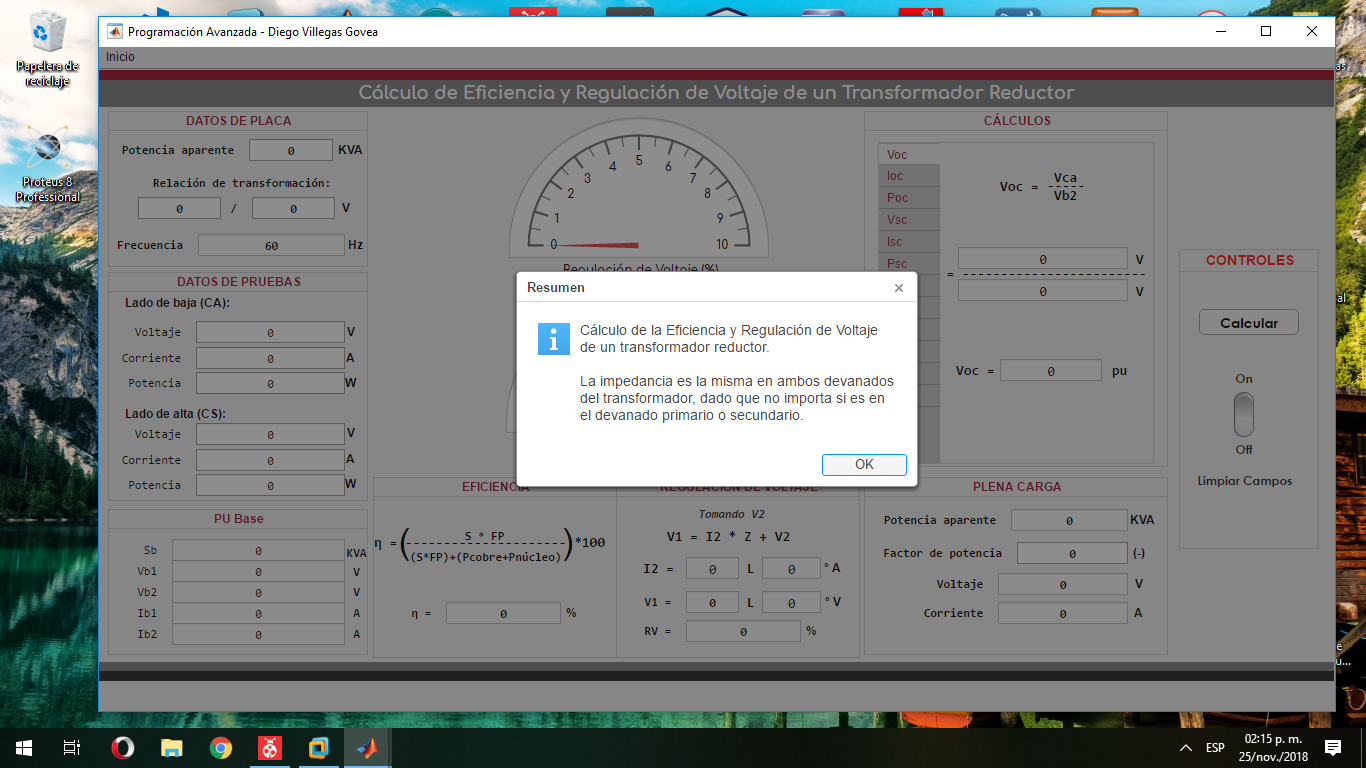 Papelera de
reciclaje
Proteus 8
Professional
Programación Avanzada - Diego Villegas Govea
Inicio
Cálculo de Eficiencia y Regulación de Voltaje de un Transformador Reductor
DATOS DE PLACA
Potencia aparente 0 KVA
Relación de transformación:
0 / 0 V
Frecuencia 60 Hz
DATOS DE PRUEBAS
Lado de baja (CA):
Voltaje 0 V
Corriente 0 A
Potencia 0 W
Lado de alta (CS):
Voltaje 0 V
Corriente 0 A
Potencia 0 W
PU Base
Sb 0 KVA
Vb1 0 V
Vb2 0 V
Ib1 0 A
Ib2 0 A
0 1 2 3 4 5 6 7 8 9 10
Regulación de Voltaje (%)
Resumen
Cálculo de la Eficiencia y Regulación de Voltaje
de un transformador reductor.
La impedancia es la misma en ambos devanados
del transformador, dado que no importa si es en
el devanado primario o secundario.
OK
EFICIENCIA
η = ( S * FP
(S*FP)+(Pcobre+Pnúcleo) ) *100
η = 0 %
REGULACIÓN DE VOLTAJE
Tomando V2
V1 = I2 * Z + V2
I2 = 0 L 0 ° A
V1 = 0 L 0 ° V
RV = 0 %
CÁLCULOS
Voc
Ioc
Poc
Vsc
Isc
Psc
Voc = Vca
Vb2
= 0 V
0 V
Voc = 0 pu
PLENA CARGA
Potencia aparente 0 KVA
Factor de potencia 0 (-)
Voltaje 0 V
Corriente 0 A
CONTROLES
Calcular
On
Off
Limpiar Campos
ESP
02:15 p. m.
25/nov./2018